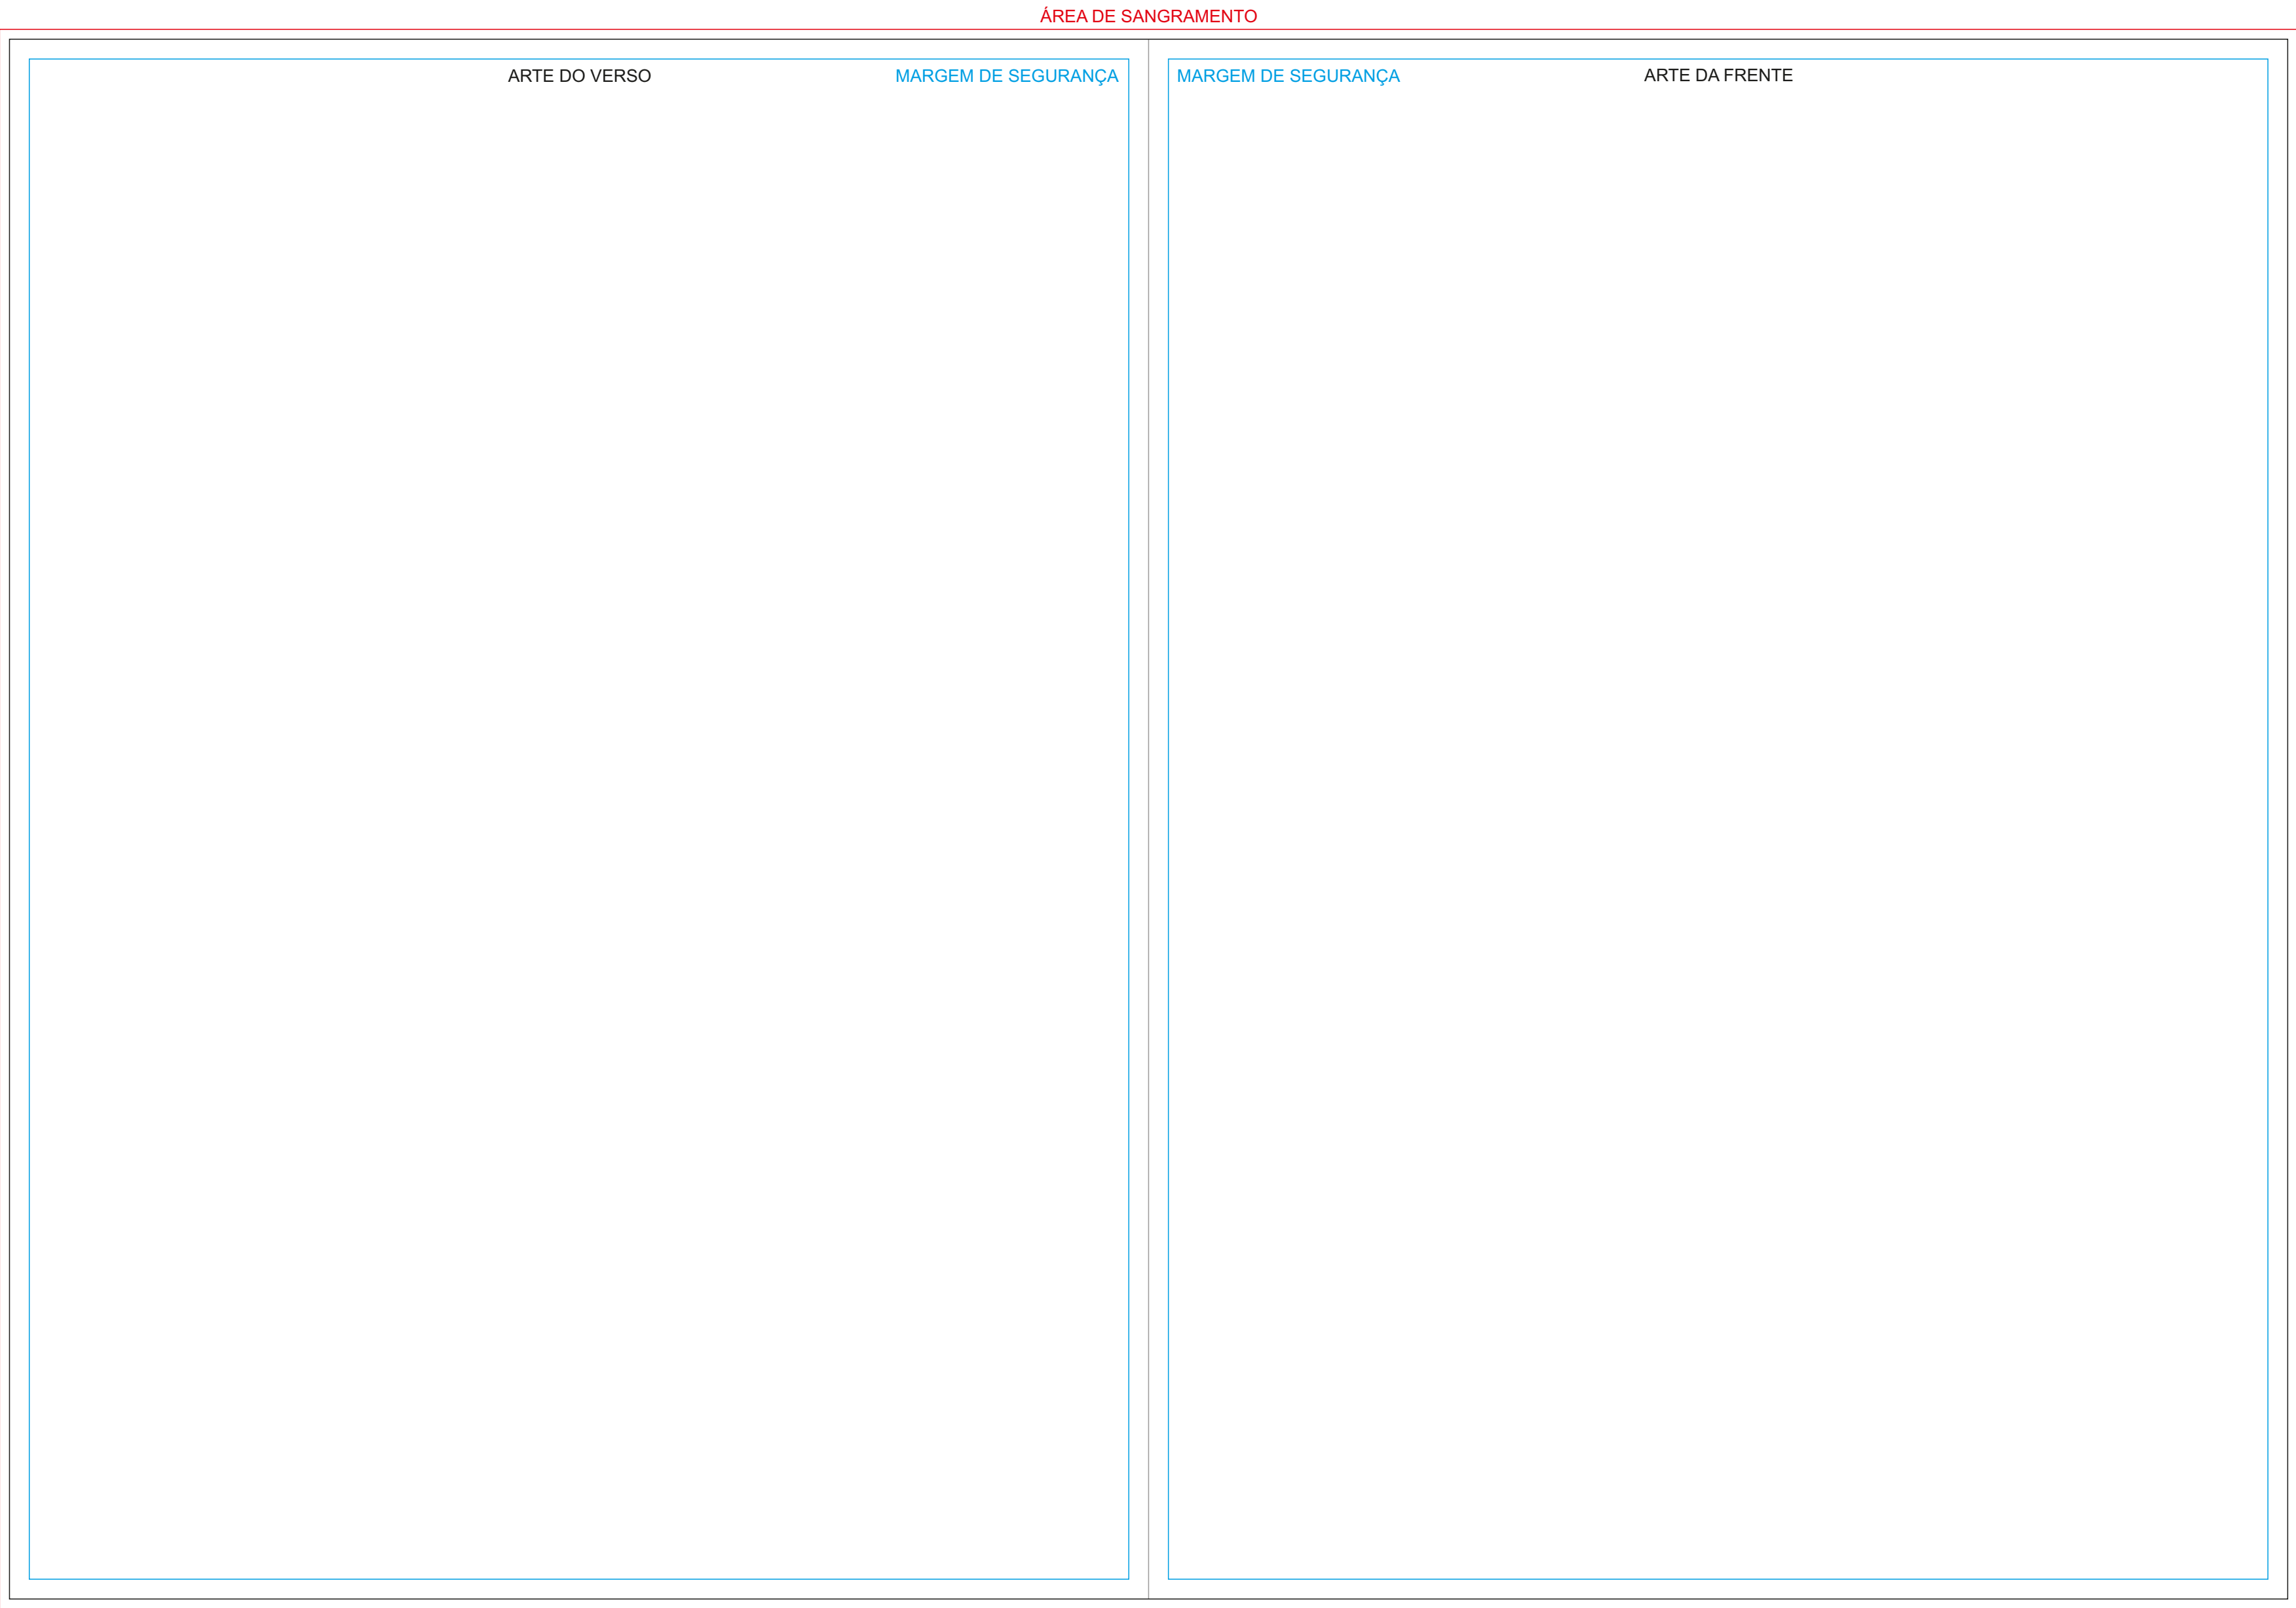 ÁREA DE SANGRAMENTO
ARTE DO VERSO
MARGEM DE SEGURANÇA
MARGEM DE SEGURANÇA
ARTE DA FRENTE